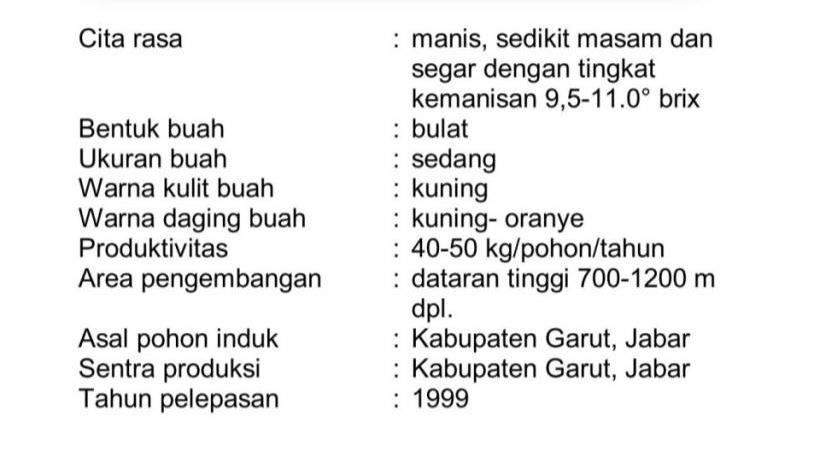 Cita rasa : manis, sedikit masam dan
segar dengan tingkat
kemanisan 9,5-11.0° brix
Bentuk buah : bulat
Ukuran buah : sedang
Warna kulit buah : kuning
Warna daging buah : kuning- oranye
Produktivitas : 40-50 kg/pohon/tahun
Area pengembangan : dataran tinggi 700-1200 m
dpl.
Asal pohon induk : Kabupaten Garut, Jabar
Sentra produksi : Kabupaten Garut, Jabar
Tahun pelepasan : 1999